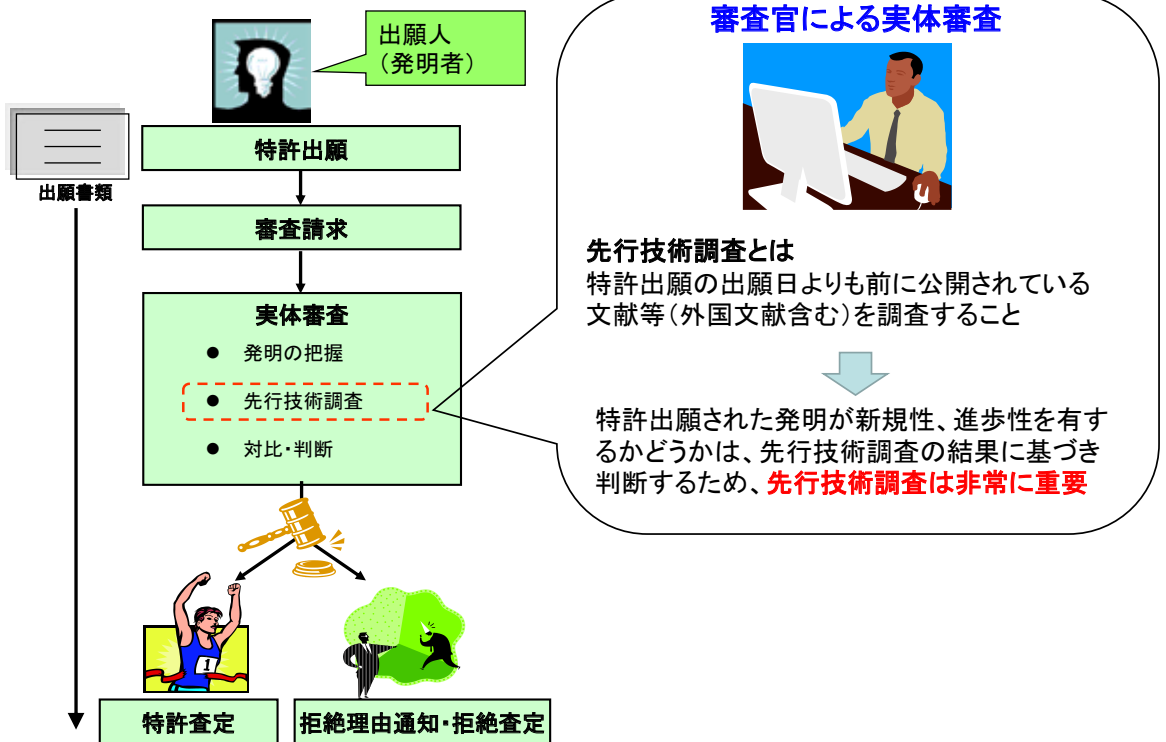 出願人
（発明者）
出願書類
特許出願
審査請求
実体審査
● 発明の把握
● 先行技術調査
● 対比・判断
1
特許査定
拒絶理由通知・拒絶査定
審査官による実体審査
先行技術調査とは
特許出願の出願日よりも前に公開されている
文献等（外国文献含む）を調査すること
特許出願された発明が新規性、進歩性を有す
るかどうかは、先行技術調査の結果に基づき
判断するため、先行技術調査は非常に重要